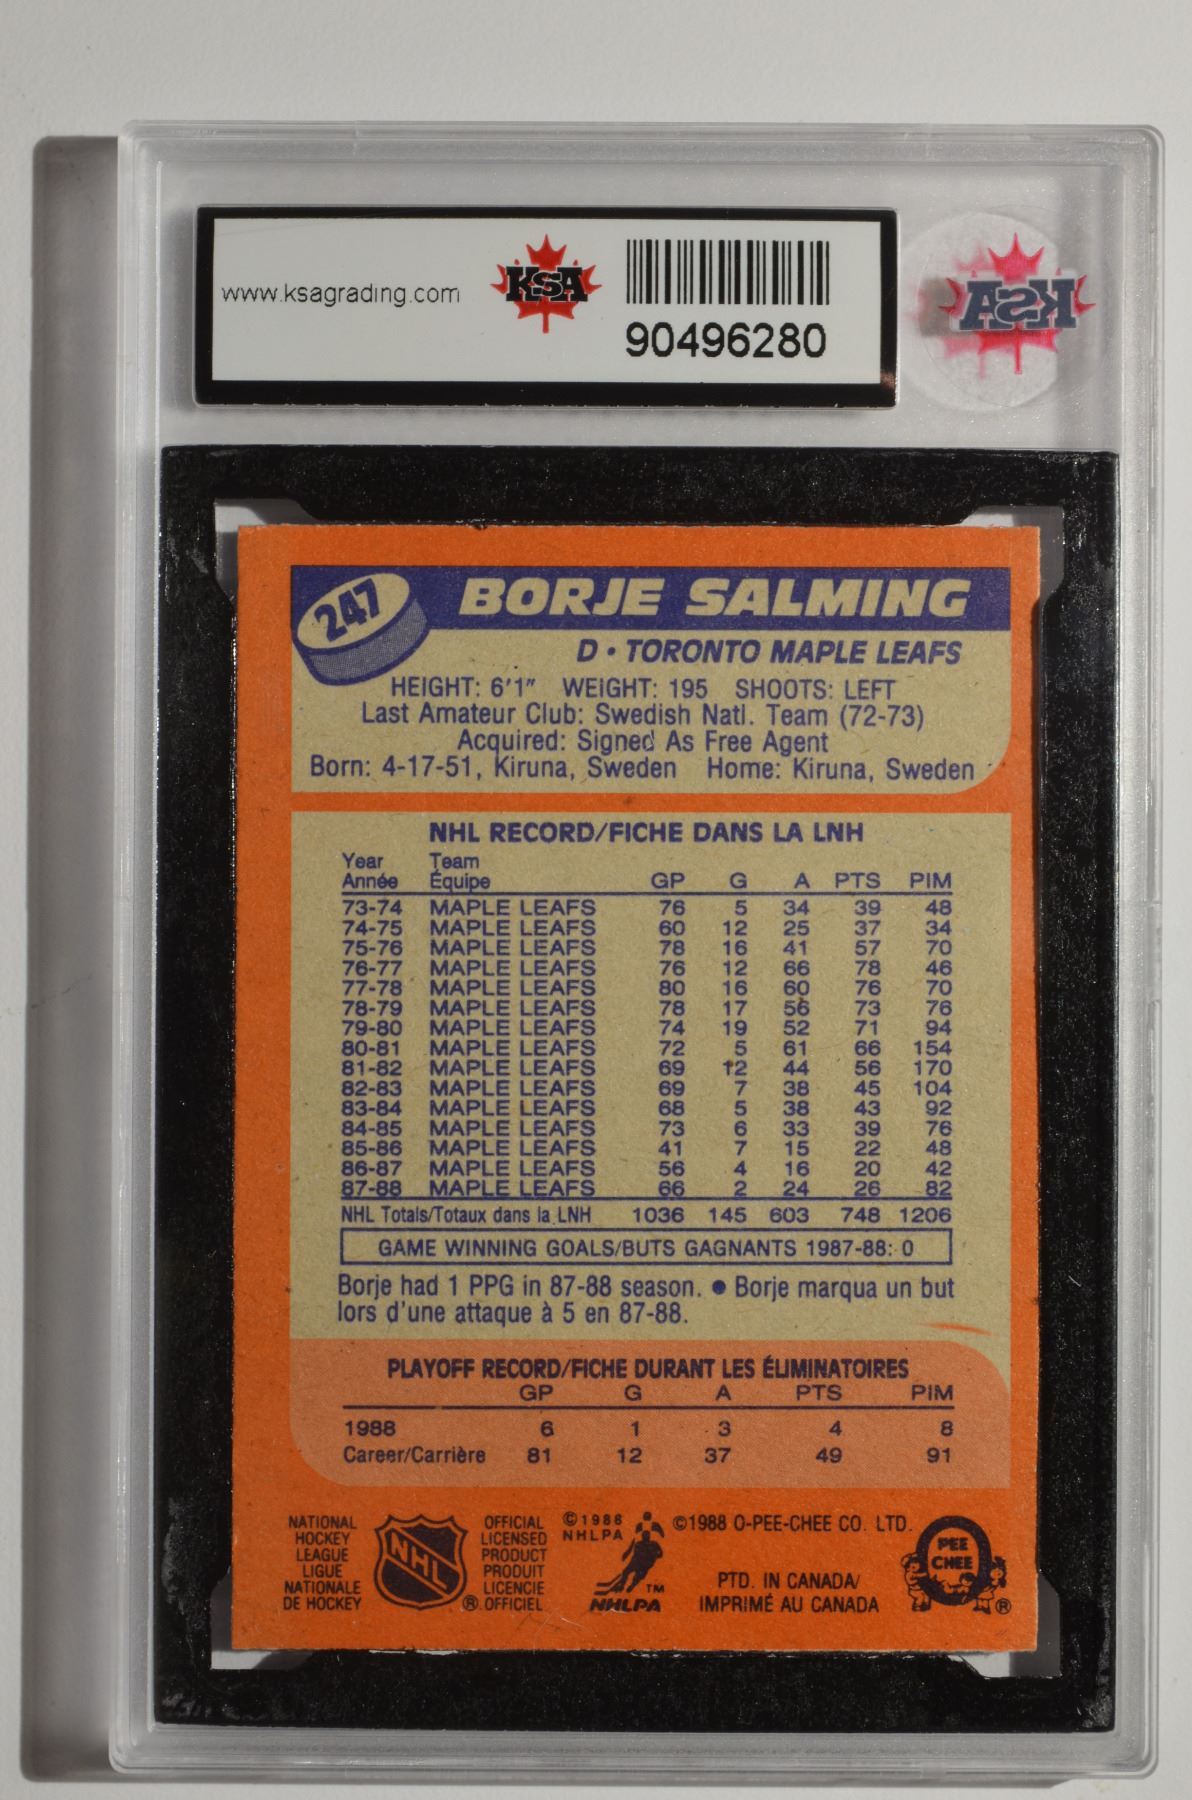 www.ksagrading.com
KSA
90496280
KSA
247
BORJE SALMING
D • TORONTO MAPLE LEAFS
HEIGHT: 6'1" WEIGHT: 195 SHOOTS: LEFT
Last Amateur Club: Swedish Natl. Team (72-73)
Acquired: Signed As Free Agent
Born: 4-17-51, Kiruna, Sweden Home: Kiruna, Sweden
NHL RECORD/FICHE DANS LA LNH
Year Team
Année Équipe GP G A PTS PIM
73-74 MAPLE LEAFS 76 5 34 39 48
74-75 MAPLE LEAFS 60 12 25 37 34
75-76 MAPLE LEAFS 78 16 41 57 70
76-77 MAPLE LEAFS 76 12 66 78 46
77-78 MAPLE LEAFS 80 16 60 76 70
78-79 MAPLE LEAFS 78 17 56 73 76
79-80 MAPLE LEAFS 74 19 52 71 94
80-81 MAPLE LEAFS 72 5 61 66 154
81-82 MAPLE LEAFS 69 12 44 56 170
82-83 MAPLE LEAFS 69 7 38 45 104
83-84 MAPLE LEAFS 68 5 38 43 92
84-85 MAPLE LEAFS 73 6 33 39 76
85-86 MAPLE LEAFS 41 7 15 22 48
86-87 MAPLE LEAFS 56 4 16 20 42
87-88 MAPLE LEAFS 66 2 24 26 82
NHL Totals/Totaux dans la LNH 1036 145 603 748 1206
GAME WINNING GOALS/BUTS GAGNANTS 1987-88: 0
Borje had 1 PPG in 87-88 season. ● Borje marqua un but
lors d'une attaque à 5 en 87-88.
PLAYOFF RECORD/FICHE DURANT LES ÉLIMINATOIRES
GP G A PTS PIM
1988 6 1 3 4 8
Career/Carrière 81 12 37 49 91
NATIONAL
HOCKEY
LEAGUE
LIGUE
NATIONALE
DE HOCKEY
NHL
®
OFFICIAL
LICENSED
PRODUCT
PRODUIT
LICENCIE
OFFICIEL
©1988
NHLPA
TM
NHLPA
©1988 O-PEE-CHEE CO. LTD.
PTD. IN CANADA/
IMPRIMÉ AU CANADA
O
PEE
CHEE
®